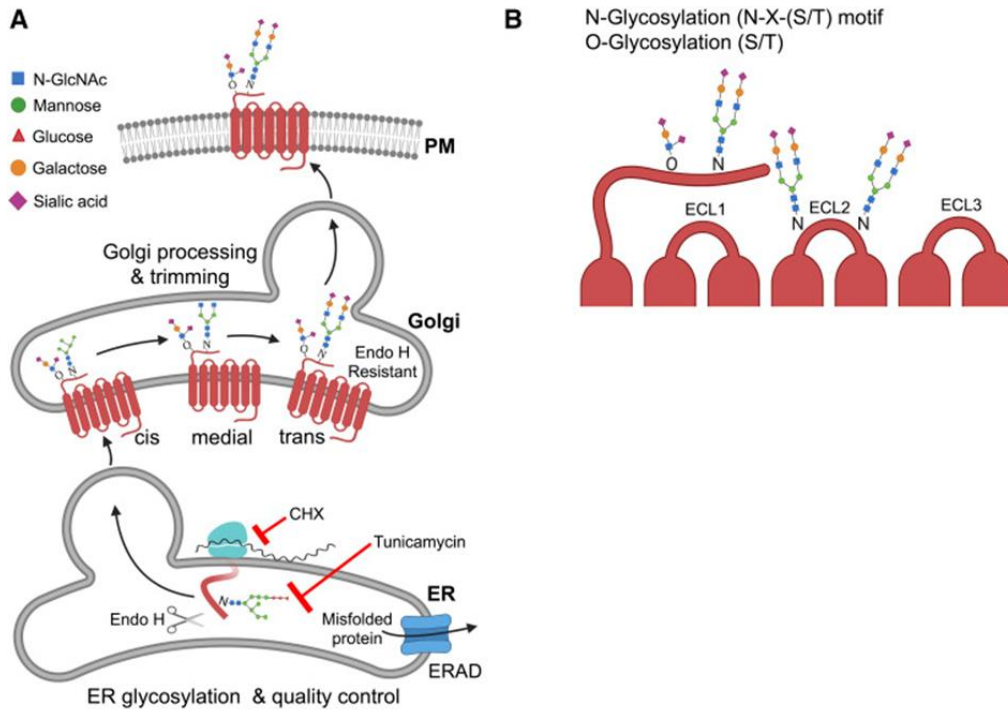 A
N-GlcNAc
Mannose
Glucose
Galactose
Sialic acid
O
N
PM
Golgi processing
& trimming
Golgi
O
N
O
N
O
N
Endo H
Resistant
cis
medial
trans
CHX
Tunicamycin
ER
N
Endo H
Misfolded
protein
ERAD
ER glycosylation & quality control
B
N-Glycosylation (N-X-(S/T) motif
O-Glycosylation (S/T)
O
N
ECL1
N
ECL2
N
ECL3